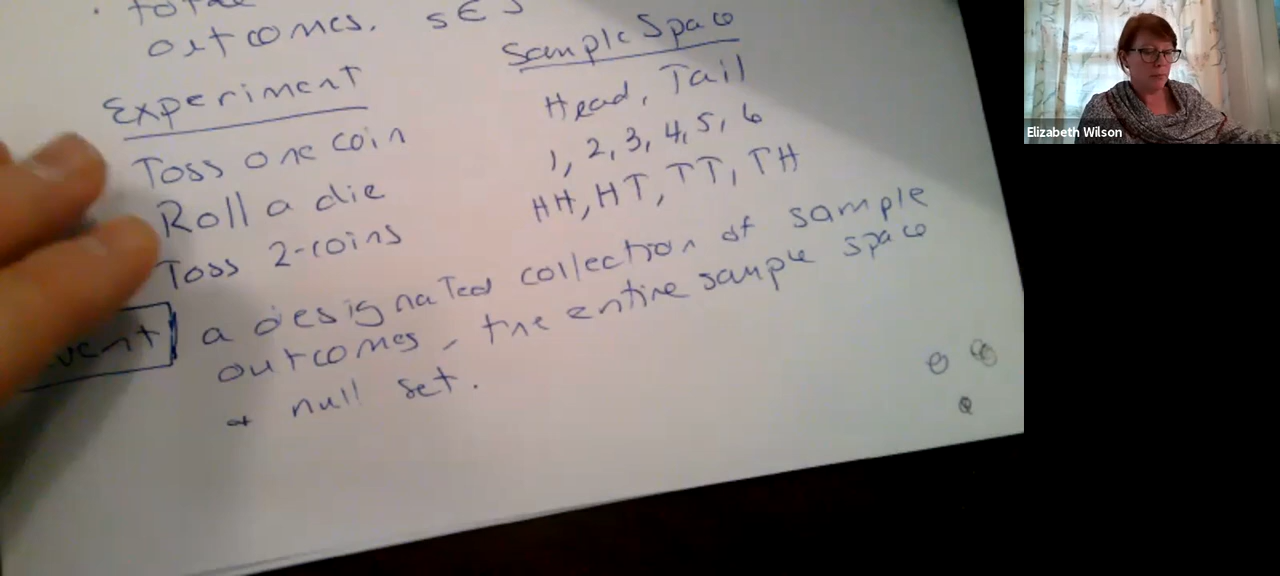 outcomes. s ∈ S
Experiment Sample Space
Toss one coin Head, Tail
Roll a die 1, 2, 3, 4, 5, 6
Toss 2-coins HH, HT, TT, TH
a designated collection of sample
outcomes, the entire sample space
null set.
Elizabeth Wilson